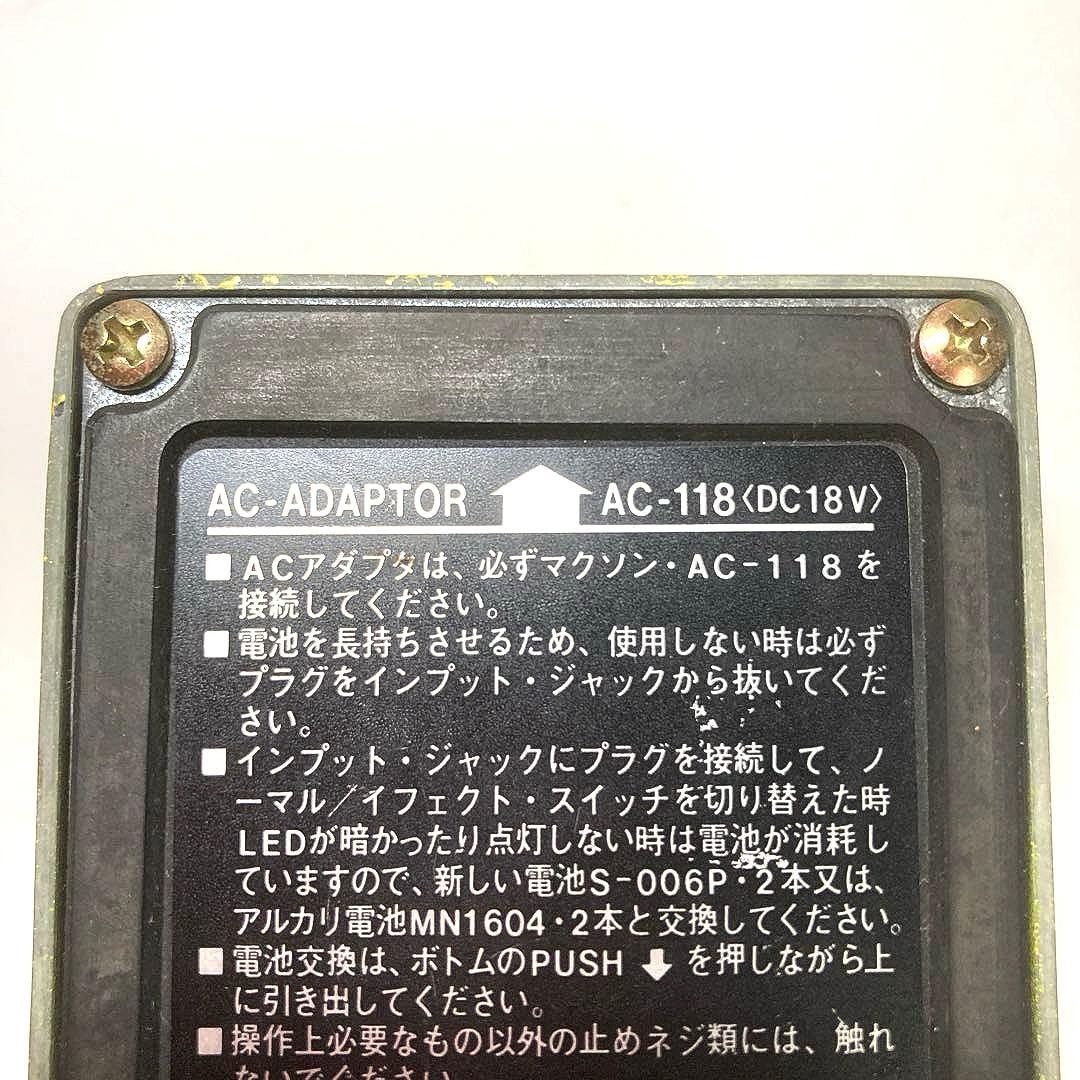 AC-ADAPTOR AC-118〈DC18V〉
■ACアダプタは、必ずマクソン・AC-118を
接続してください。
■電池を長持ちさせるため、使用しない時は必ず
プラグをインプット・ジャックから抜いてくだ
さい。
■インプット・ジャックにプラグを接続して、ノ
ーマル/イフェクト・スイッチを切り替えた時
LEDが暗かったり点灯しない時は電池が消耗し
ていますので、新しい電池S-006P・2本又は、
アルカリ電池MN1604・2本と交換してください。
■電池交換は、ボトムのPUSH ⬇ を押しながら上
に引き出してください。
■操作上必要なもの以外の止めネジ類には、触れ
ないでください。